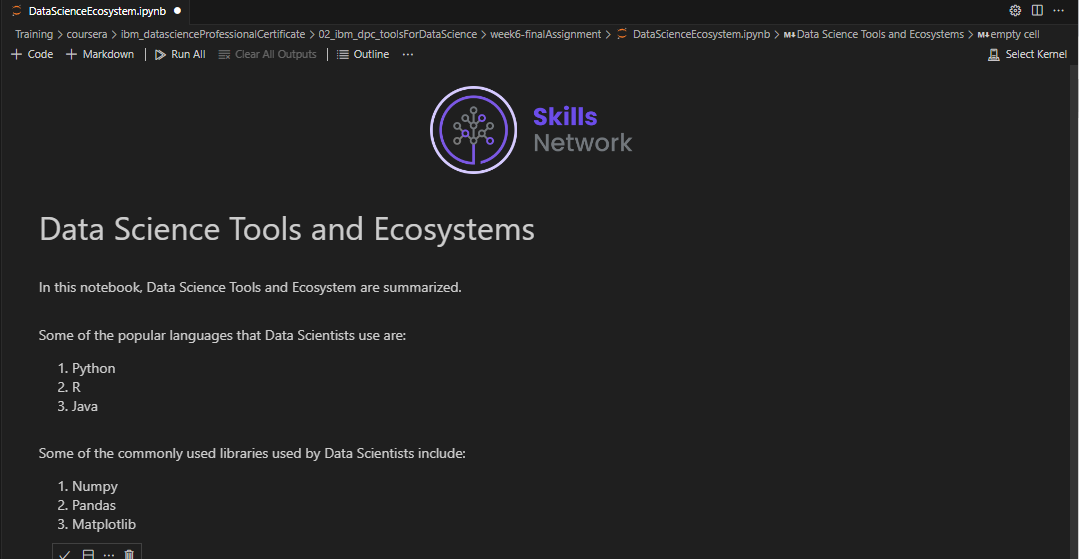 DataScienceEcosystem.ipynb
Training > coursera > ibm_datascienceProfessionalCertificate > 02_ibm_dpc_toolsForDataScience > week6-finalAssignment > DataScienceEcosystem.ipynb > M↓Data Science Tools and Ecosystems > M↓empty cell
+ Code + Markdown | Run All Clear All Outputs | Outline ··· Select Kernel
Skills
Network
Data Science Tools and Ecosystems
In this notebook, Data Science Tools and Ecosystem are summarized.
Some of the popular languages that Data Scientists use are:
1. Python
2. R
3. Java
Some of the commonly used libraries used by Data Scientists include:
1. Numpy
2. Pandas
3. Matplotlib